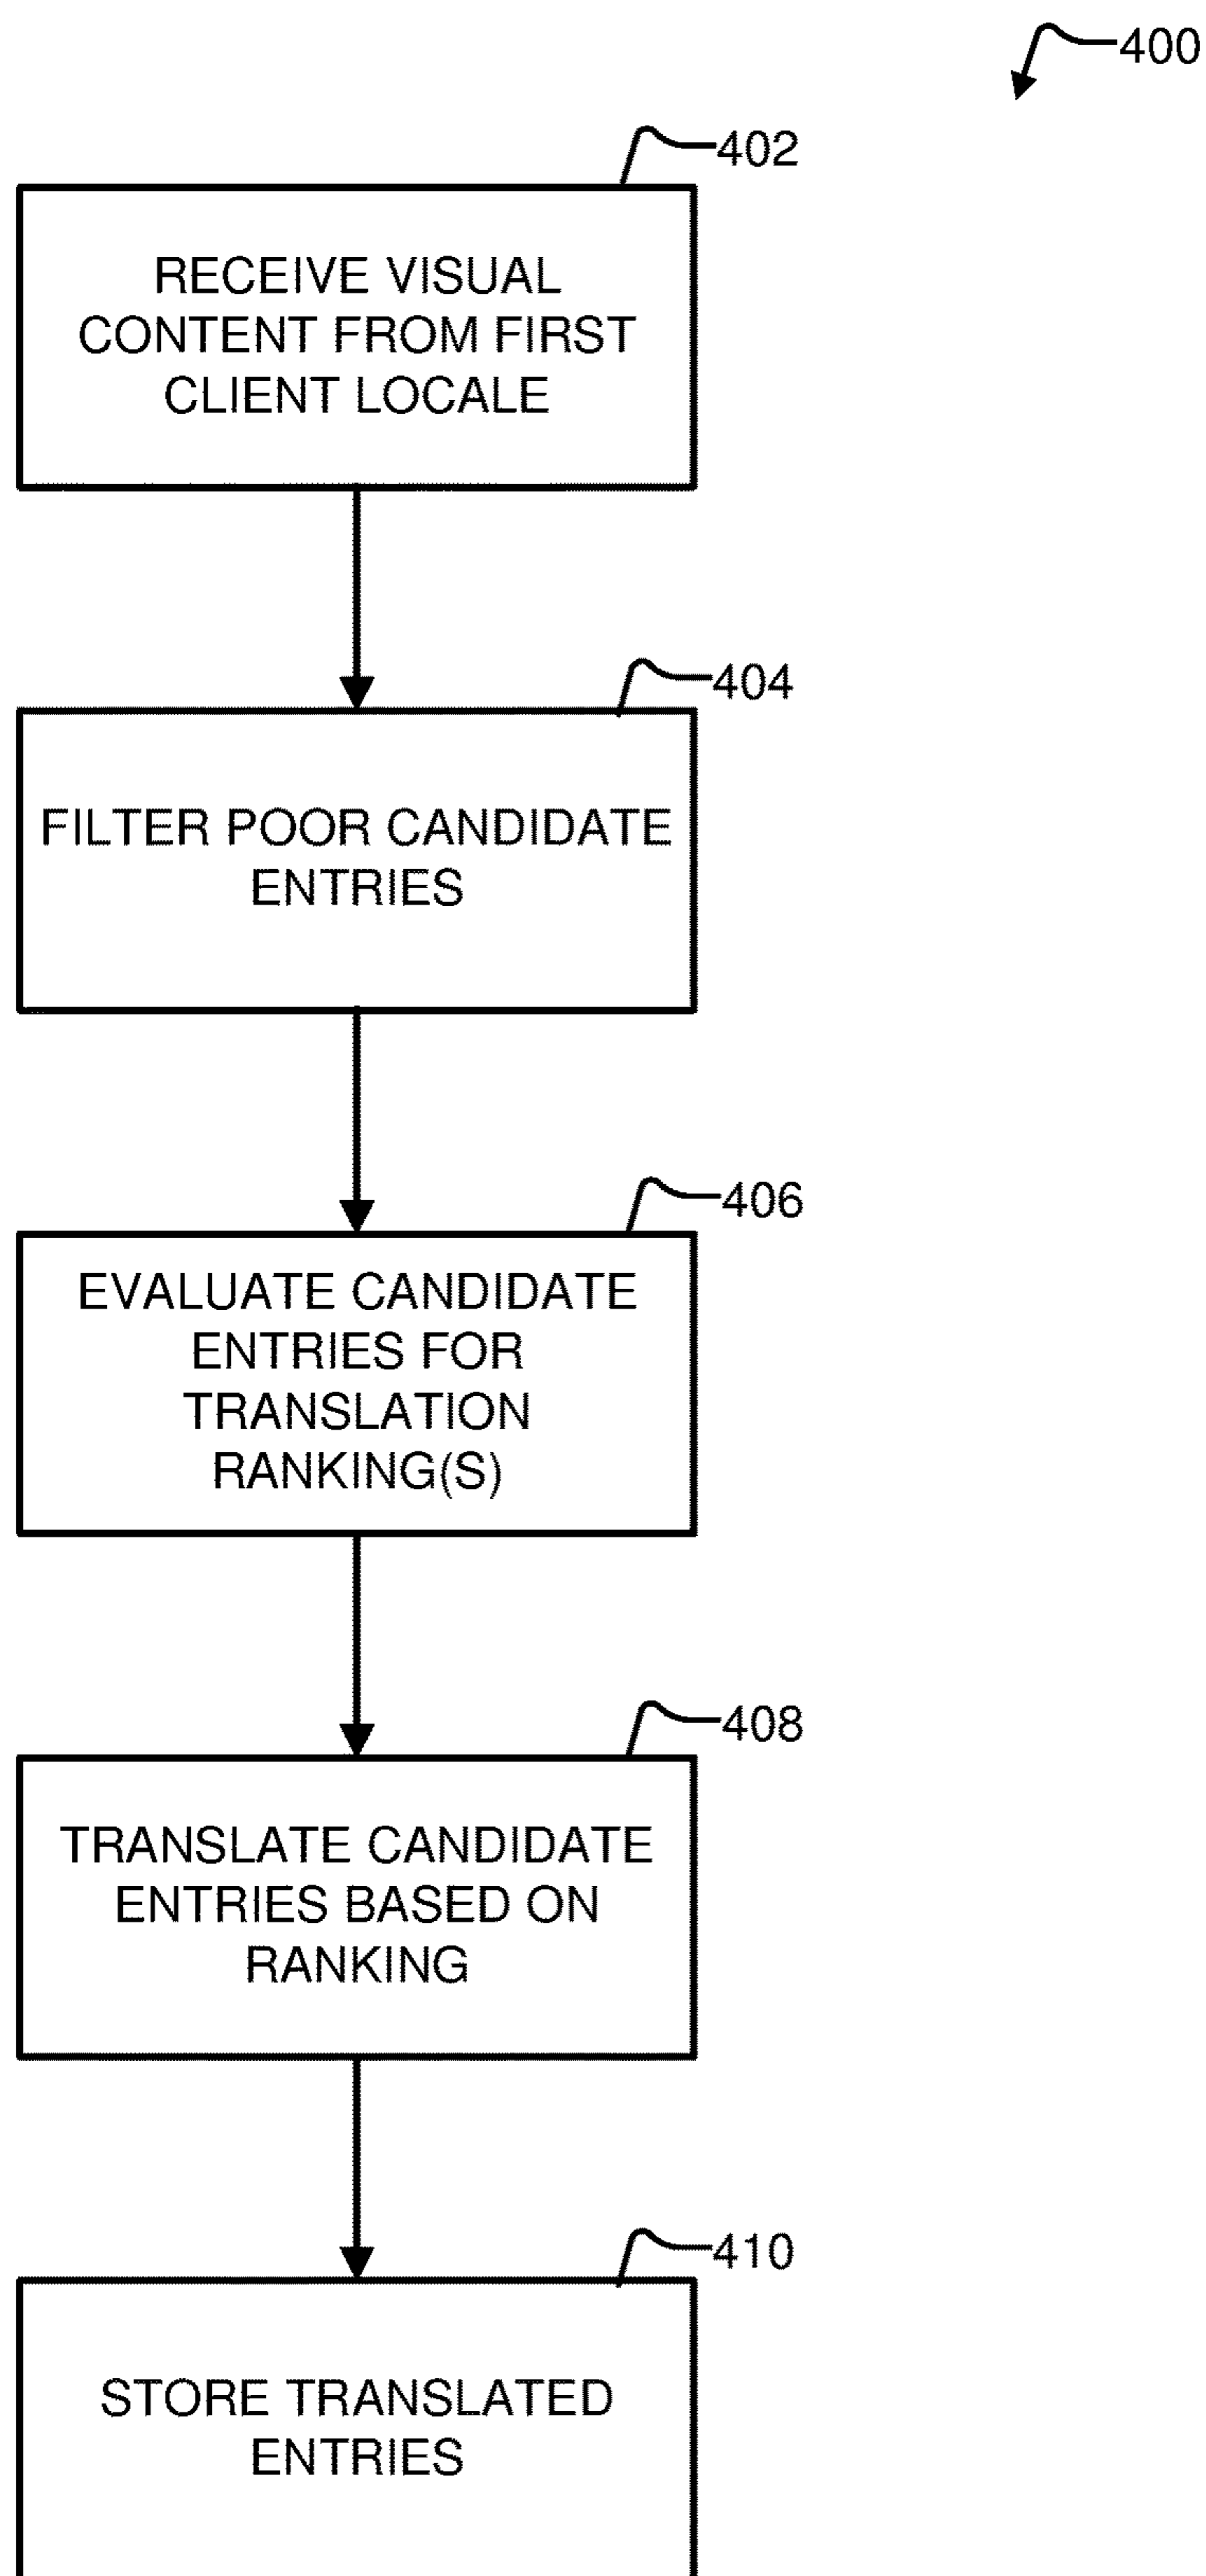 400
402
RECEIVE VISUAL
CONTENT FROM FIRST
CLIENT LOCALE
404
FILTER POOR CANDIDATE
ENTRIES
406
EVALUATE CANDIDATE
ENTRIES FOR
TRANSLATION
RANKING(S)
408
TRANSLATE CANDIDATE
ENTRIES BASED ON
RANKING
410
STORE TRANSLATED
ENTRIES